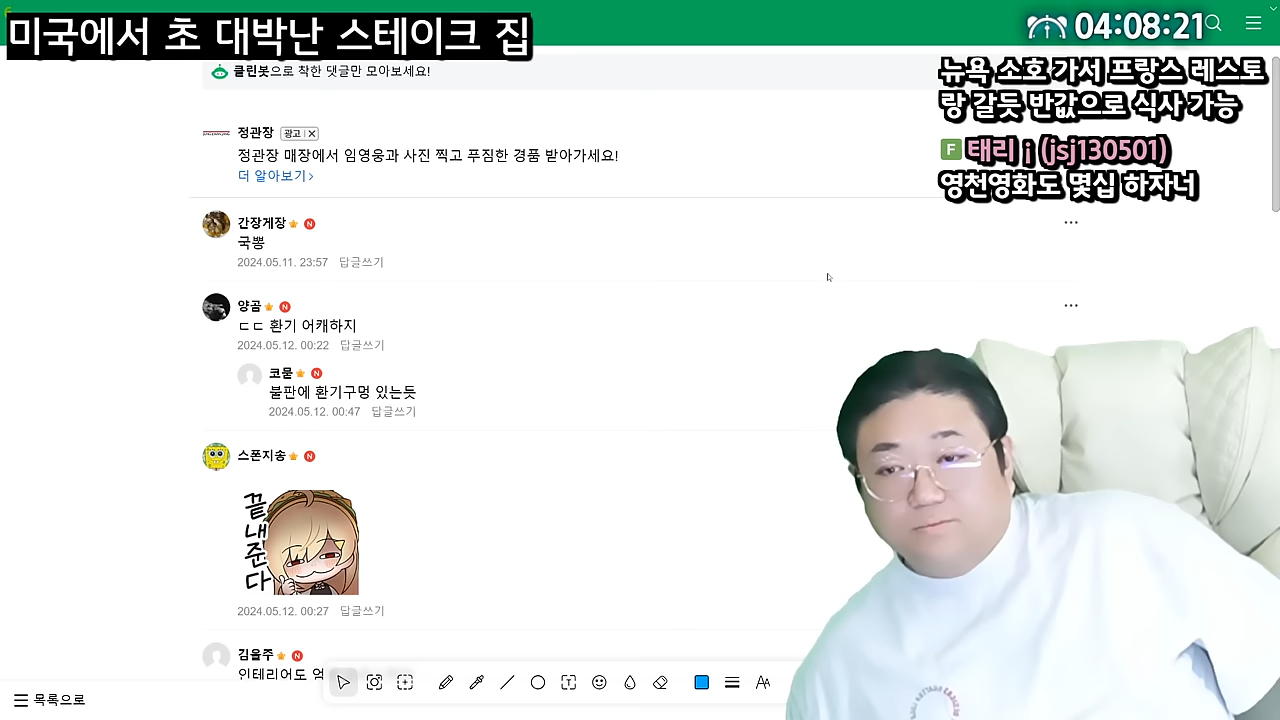 미국에서 초 대박난 스테이크 집
04:08:21
클린봇으로 착한 댓글만 모아보세요!
뉴욕 소호 가서 프랑스 레스토
랑 갈듯 반값으로 식사 가능
F 태리 ¡ (jsj130501)
영천영화도 몇십 하자너
정관장 광고 X
정관장 매장에서 임영웅과 사진 찍고 푸짐한 경품 받아가세요!
더 알아보기
간장게장 N
국뽕
2024.05.11. 23:57 답글쓰기
양곰 N
ㄷㄷ 환기 어캐하지
2024.05.12. 00:22 답글쓰기
코묻 N
불판에 환기구멍 있는듯
2024.05.12. 00:47 답글쓰기
스폰지송 N
끝내준다
2024.05.12. 00:27 답글쓰기
김을주 N
인테리어도
목록으로